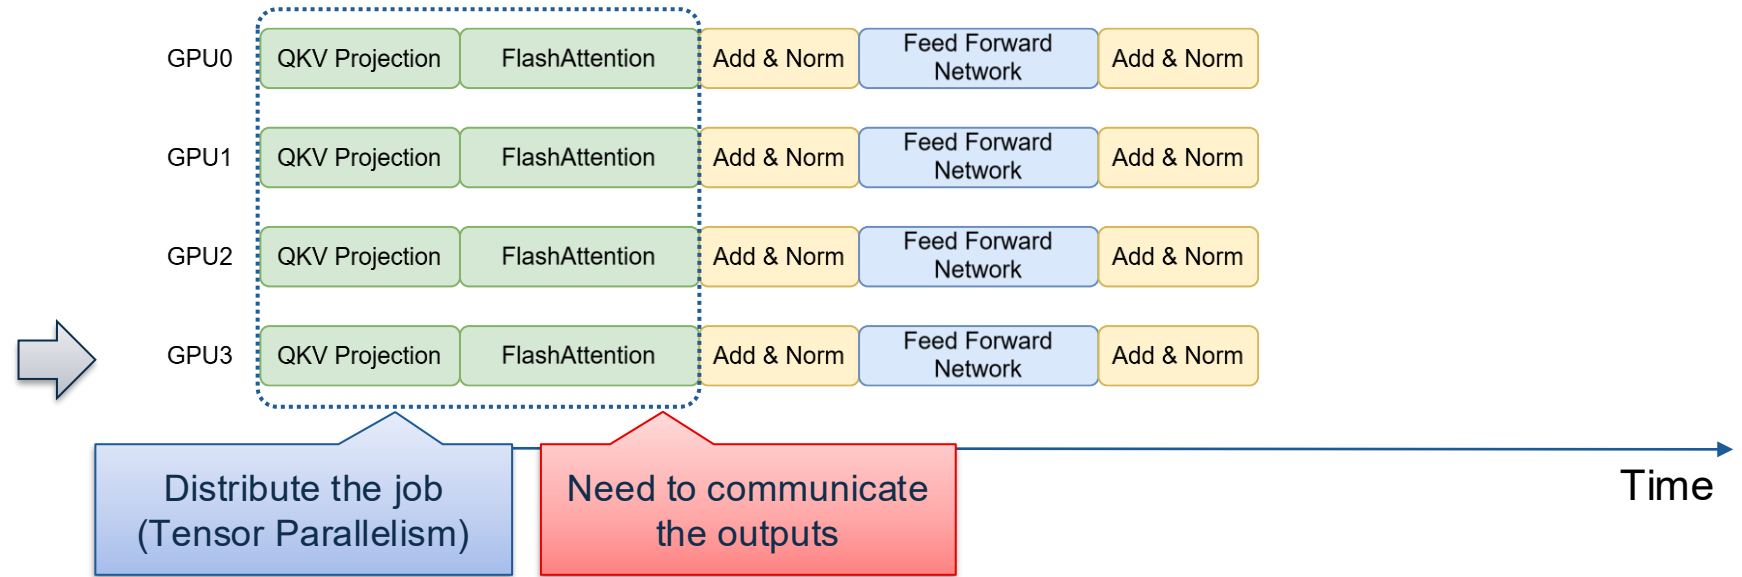 GPU0 QKV Projection FlashAttention Add & Norm Feed Forward Network Add & Norm
GPU1 QKV Projection FlashAttention Add & Norm Feed Forward Network Add & Norm
GPU2 QKV Projection FlashAttention Add & Norm Feed Forward Network Add & Norm
GPU3 QKV Projection FlashAttention Add & Norm Feed Forward Network Add & Norm
Distribute the job
(Tensor Parallelism)
Need to communicate
the outputs
Time